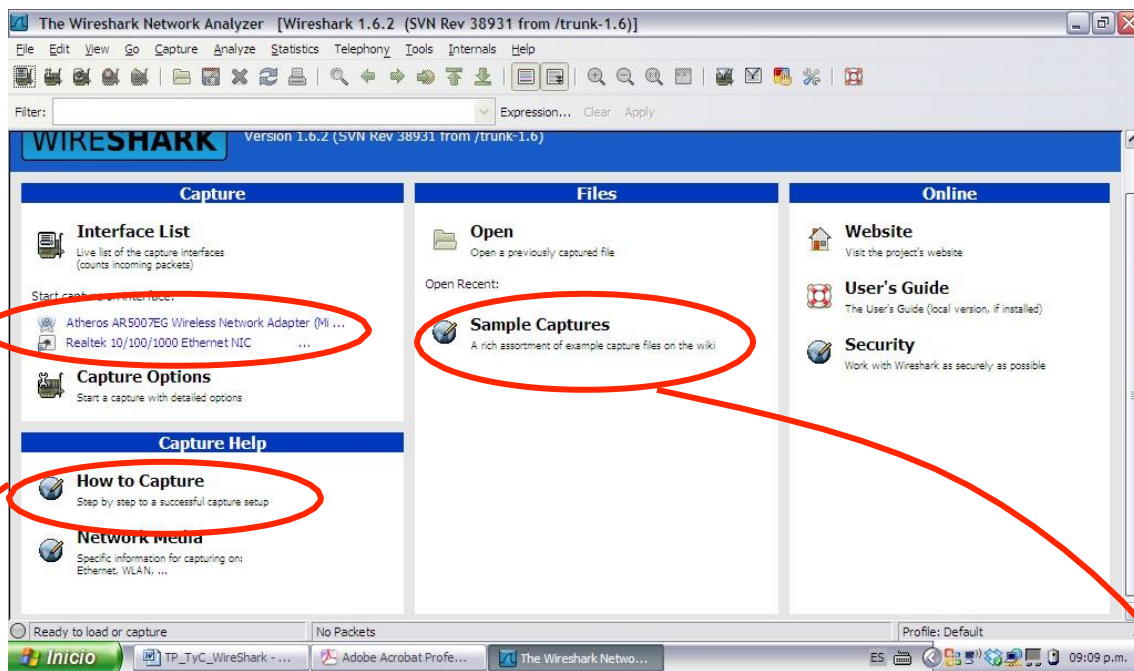 The Wireshark Network Analyzer [Wireshark 1.6.2 (SVN Rev 38931 from /trunk-1.6)]
File Edit View Go Capture Analyze Statistics Telephony Tools Internals Help
Filter: Expression... Clear Apply
WIRESHARK Version 1.6.2 (SVN Rev 38931 from /trunk-1.6)
Capture
Interface List
Live list of the capture interfaces
(counts incoming packets)
Start capture on interface:
Atheros AR5007EG Wireless Network Adapter (Mi ...
Realtek 10/100/1000 Ethernet NIC ...
Capture Options
Start a capture with detailed options
Capture Help
How to Capture
Step by step to a successful capture setup
Network Media
Specific information for capturing on:
Ethernet, WLAN, ...
Files
Open
Open a previously captured file
Open Recent:
Sample Captures
A rich assortment of example capture files on the wiki
Online
Website
Visit the project's website
User's Guide
The User's Guide (local version, if installed)
Security
Work with Wireshark as securely as possible
Ready to load or capture No Packets Profile: Default
Inicio TP_TyC_WireShark - ... Adobe Acrobat Profe... The Wireshark Netwo... ES 09:09 p.m.